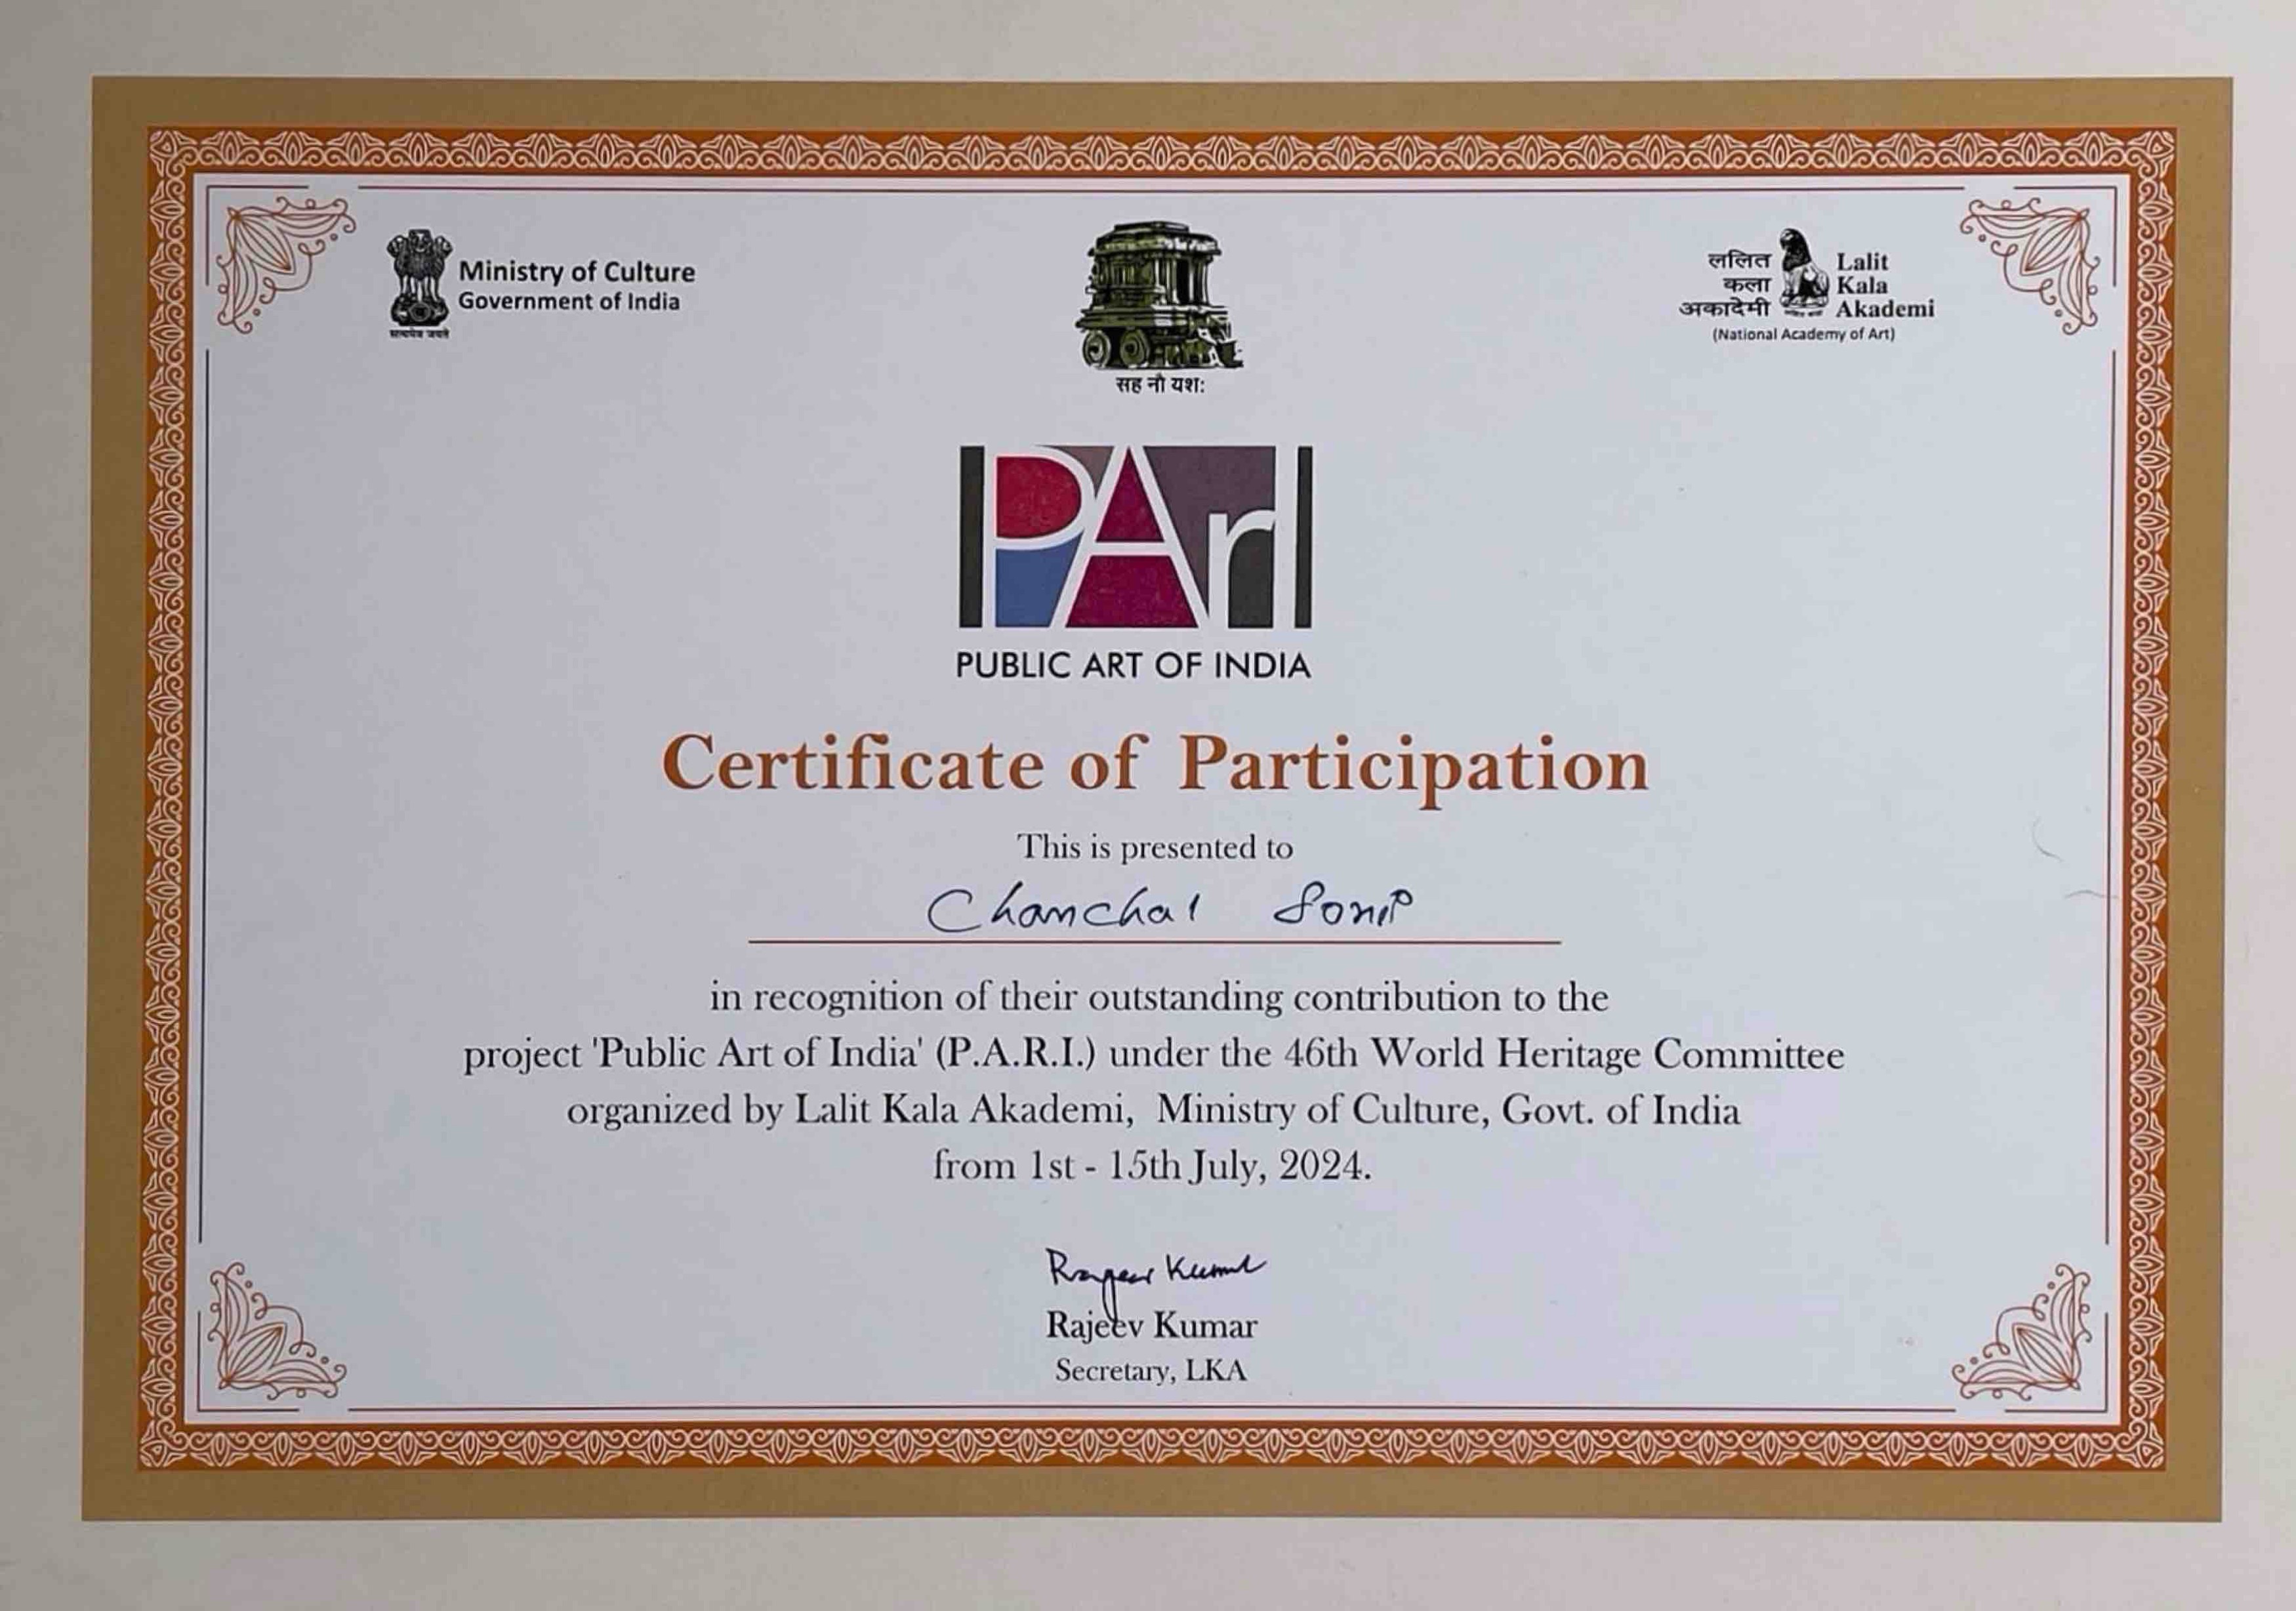 Ministry of Culture
Government of India
सत्यमेव जयते
सह नौ यश:
ललित
कला
अकादेमी
Lalit
Kala
Akademi
(National Academy of Art)
PArI
PUBLIC ART OF INDIA
Certificate of Participation
This is presented to
Chanchal Soni
in recognition of their outstanding contribution to the
project 'Public Art of India' (P.A.R.I.) under the 46th World Heritage Committee
organized by Lalit Kala Akademi, Ministry of Culture, Govt. of India
from 1st - 15th July, 2024.
Rajeev Kumar
Rajeev Kumar
Secretary, LKA